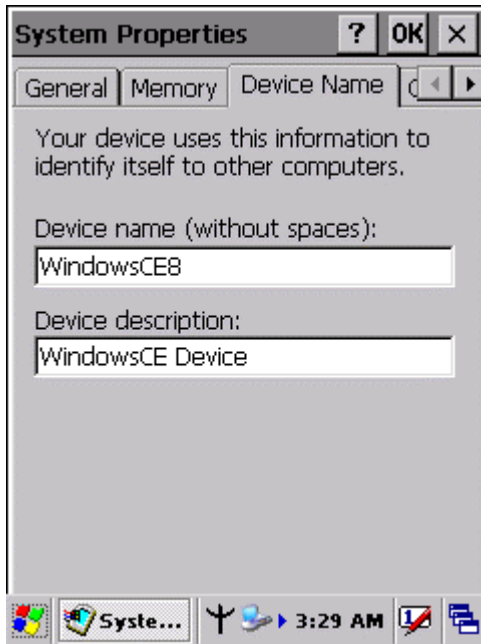 System Properties ? OK ×
General Memory Device Name
Your device uses this information to
identify itself to other computers.
Device name (without spaces):
WindowsCE8
Device description:
WindowsCE Device
Syste... 3:29 AM